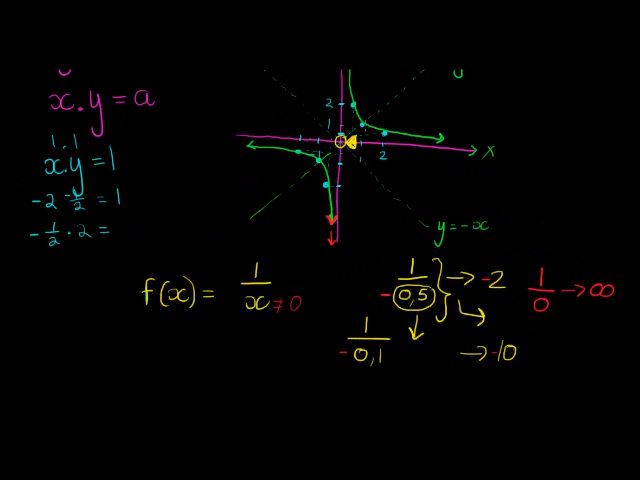 x.y = a
1.1
x.y = 1
-2 · -1/2 = 1
-1/2 · 2 =
2
1
2
x
y = -x
f(x) = 1/x ≠0
-1/0,5 → -2
1/0 → ∞
1/-0,1 → -10